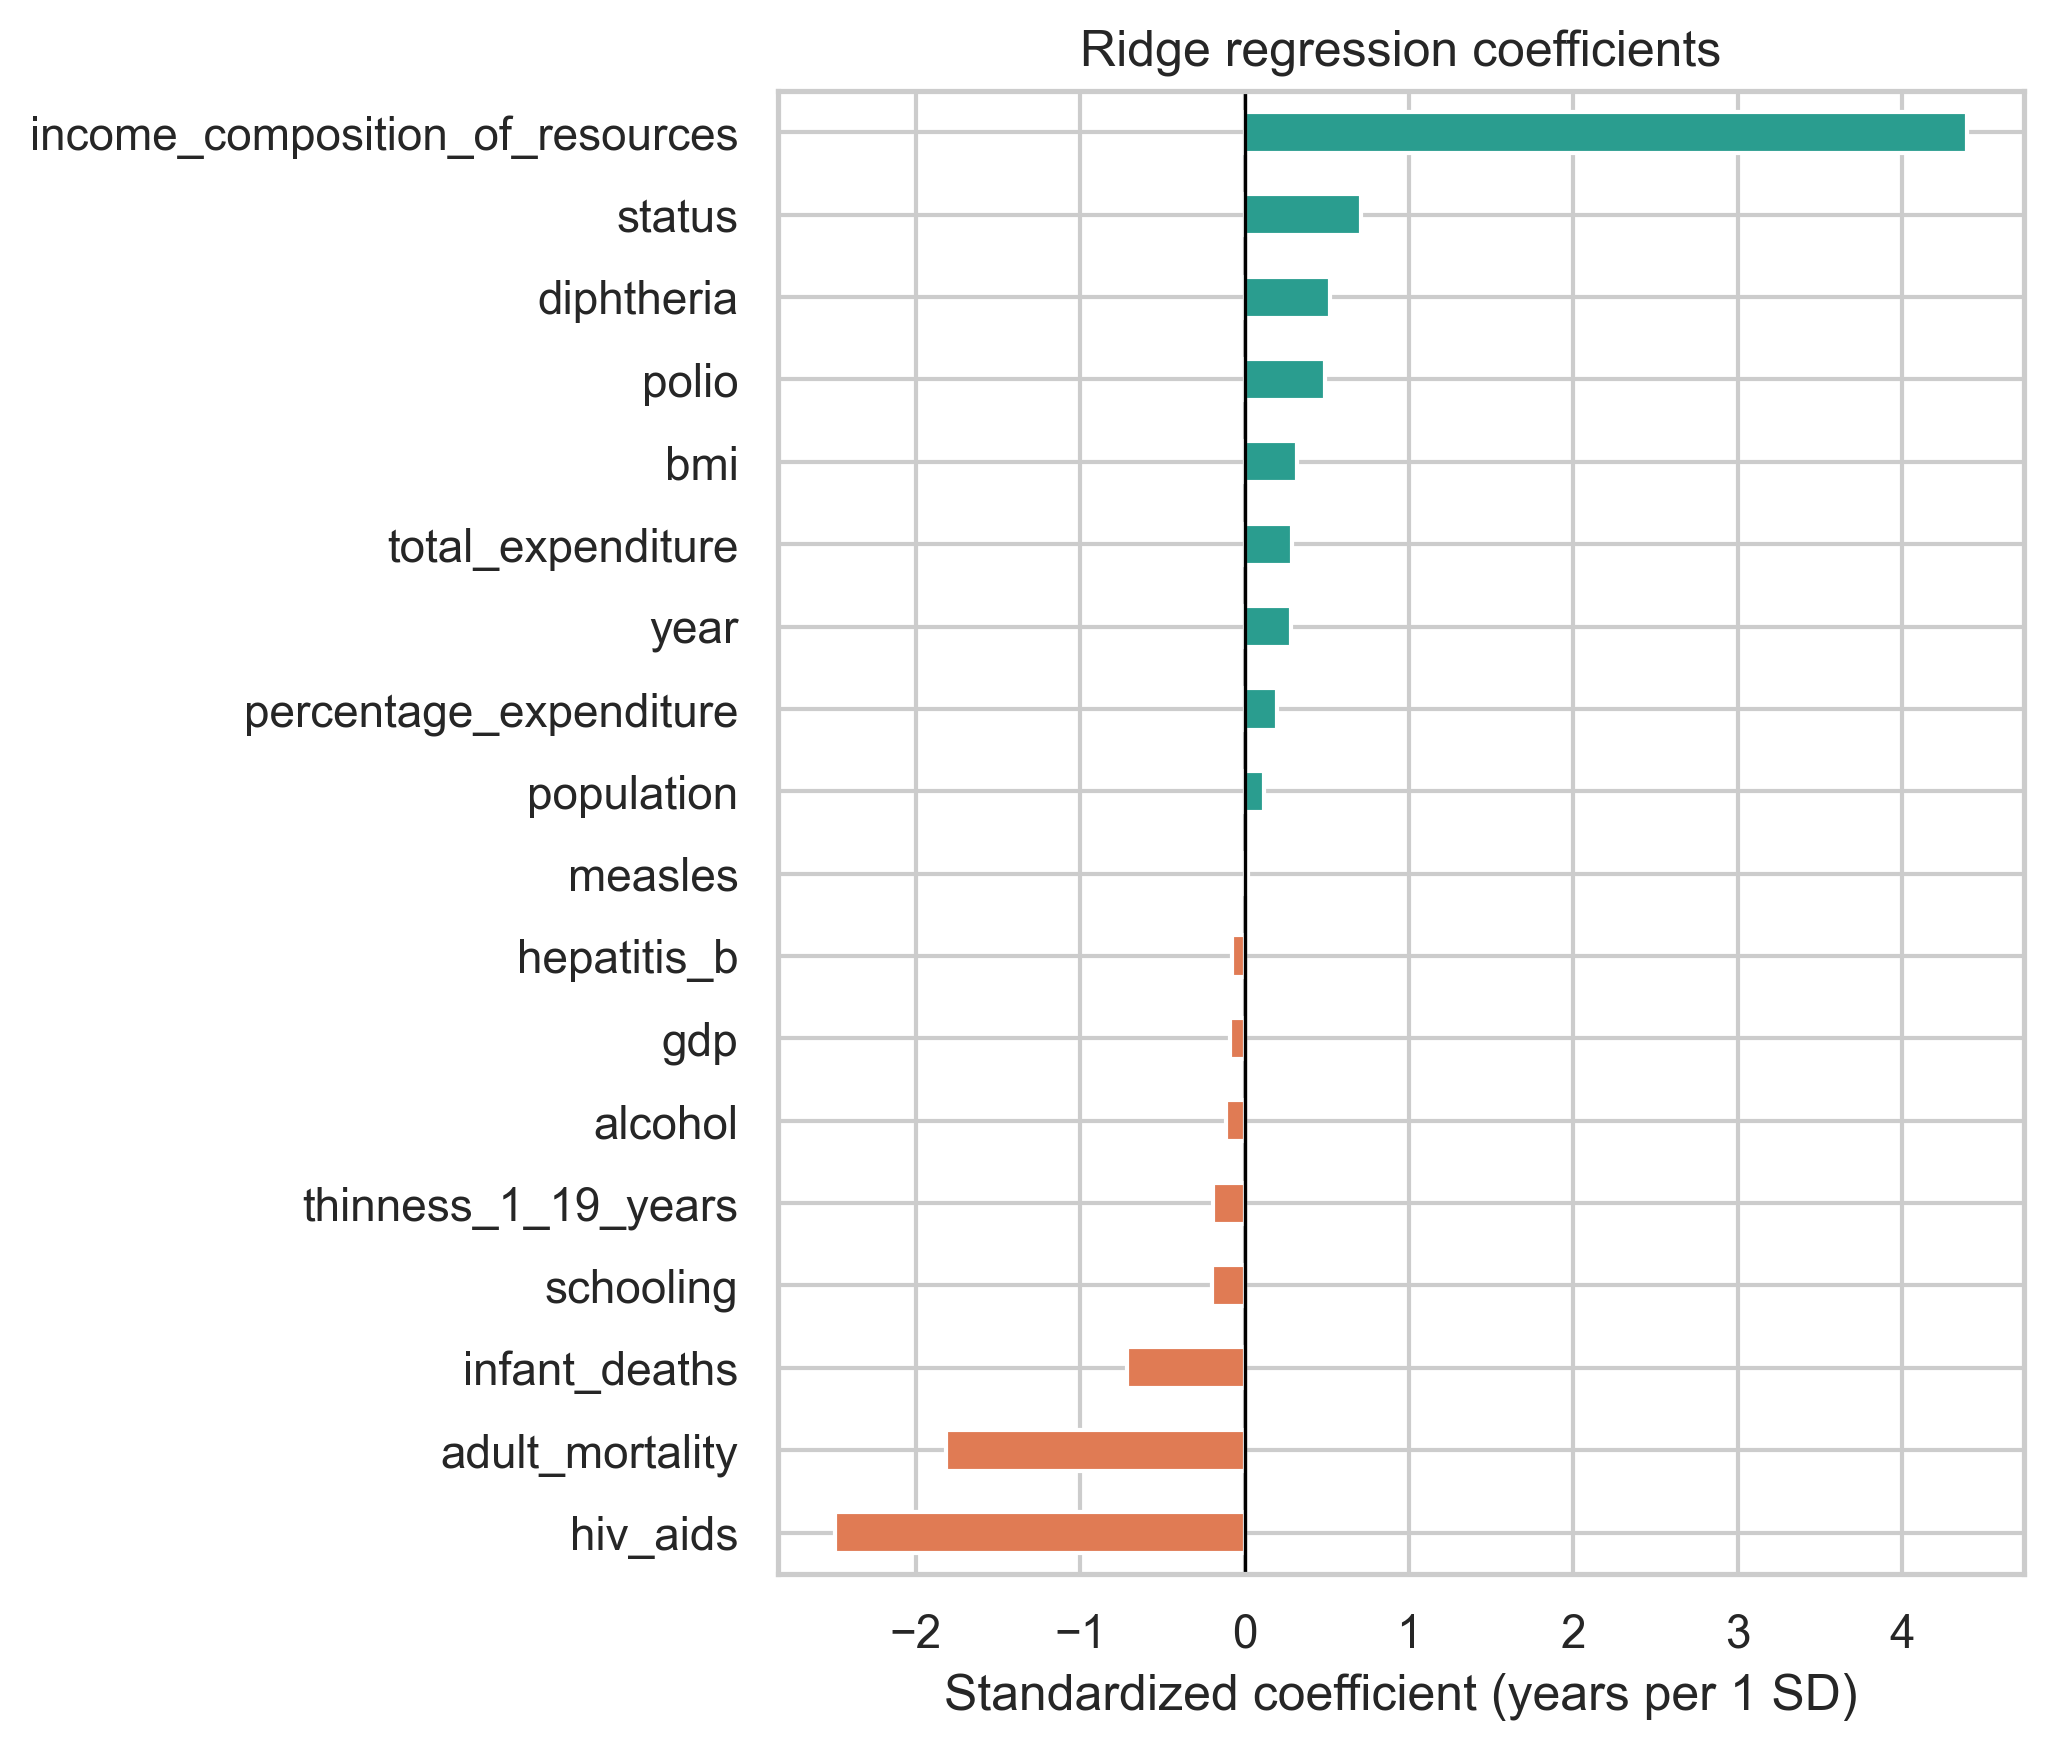 Ridge regression coefficients
income_composition_of_resources
status
diphtheria
polio
bmi
total_expenditure
year
percentage_expenditure
population
measles
hepatitis_b
gdp
alcohol
thinness_1_19_years
schooling
infant_deaths
adult_mortality
hiv_aids
−2 −1 0 1 2 3 4
Standardized coefficient (years per 1 SD)